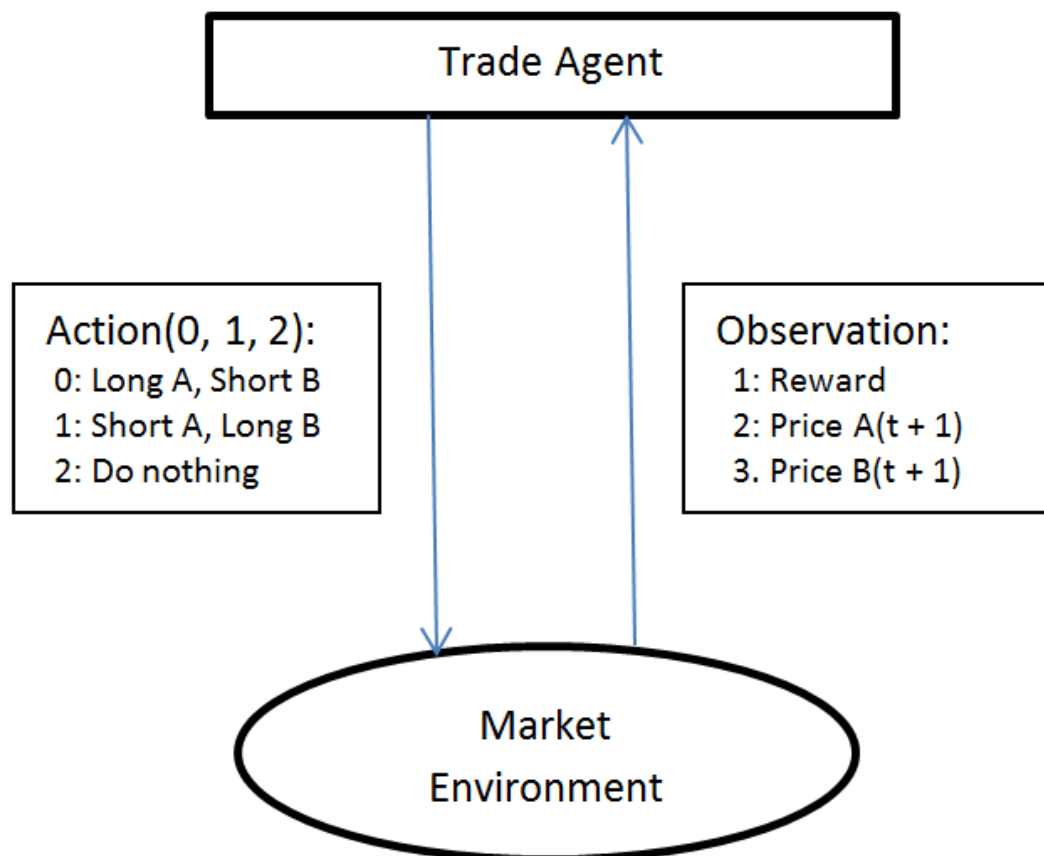 Trade Agent
Action(0, 1, 2):
0: Long A, Short B
1: Short A, Long B
2: Do nothing
Observation:
1: Reward
2: Price A(t + 1)
3. Price B(t + 1)
Market
Environment